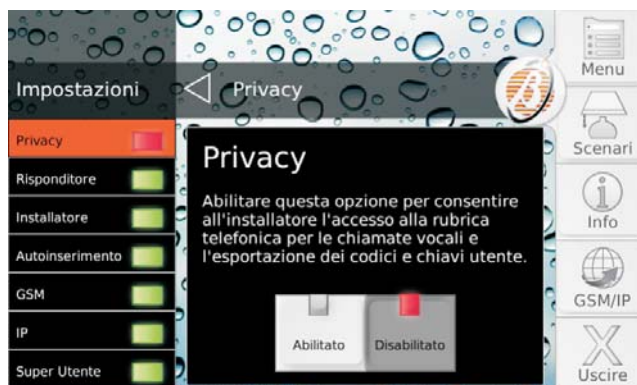 Impostazioni
Privacy
Privacy
Risponditore
Installatore
Autoinserimento
GSM
IP
Super Utente
Privacy
Abilitare questa opzione per consentire
all'installatore l'accesso alla rubrica
telefonica per le chiamate vocali e
l'esportazione dei codici e chiavi utente.
Abilitato
Disabilitato
Menu
Scenari
Info
GSM/IP
Uscire